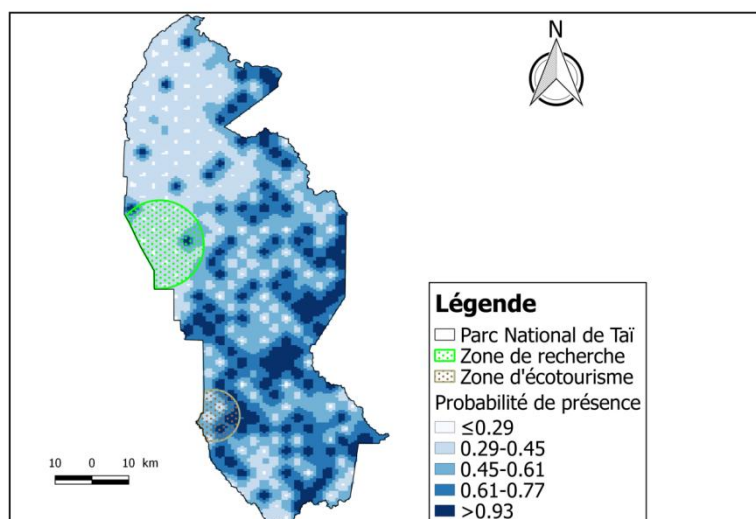 N
Légende
Parc National de Taï
Zone de recherche
Zone d'écotourisme
Probabilité de présence
≤0.29
0.29-0.45
0.45-0.61
0.61-0.77
>0.93
10 0 10 km